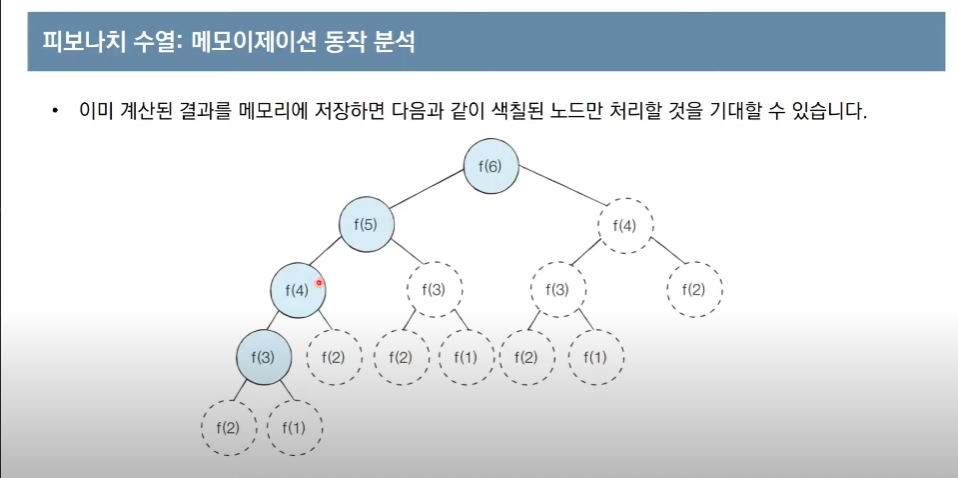 피보나치 수열: 메모이제이션 동작 분석
• 이미 계산된 결과를 메모리에 저장하면 다음과 같이 색칠된 노드만 처리할 것을 기대할 수 있습니다.
f(6)
f(5)
f(4)
f(4)
f(3)
f(3)
f(2)
f(3)
f(2)
f(2)
f(1)
f(2)
f(1)
f(2)
f(1)